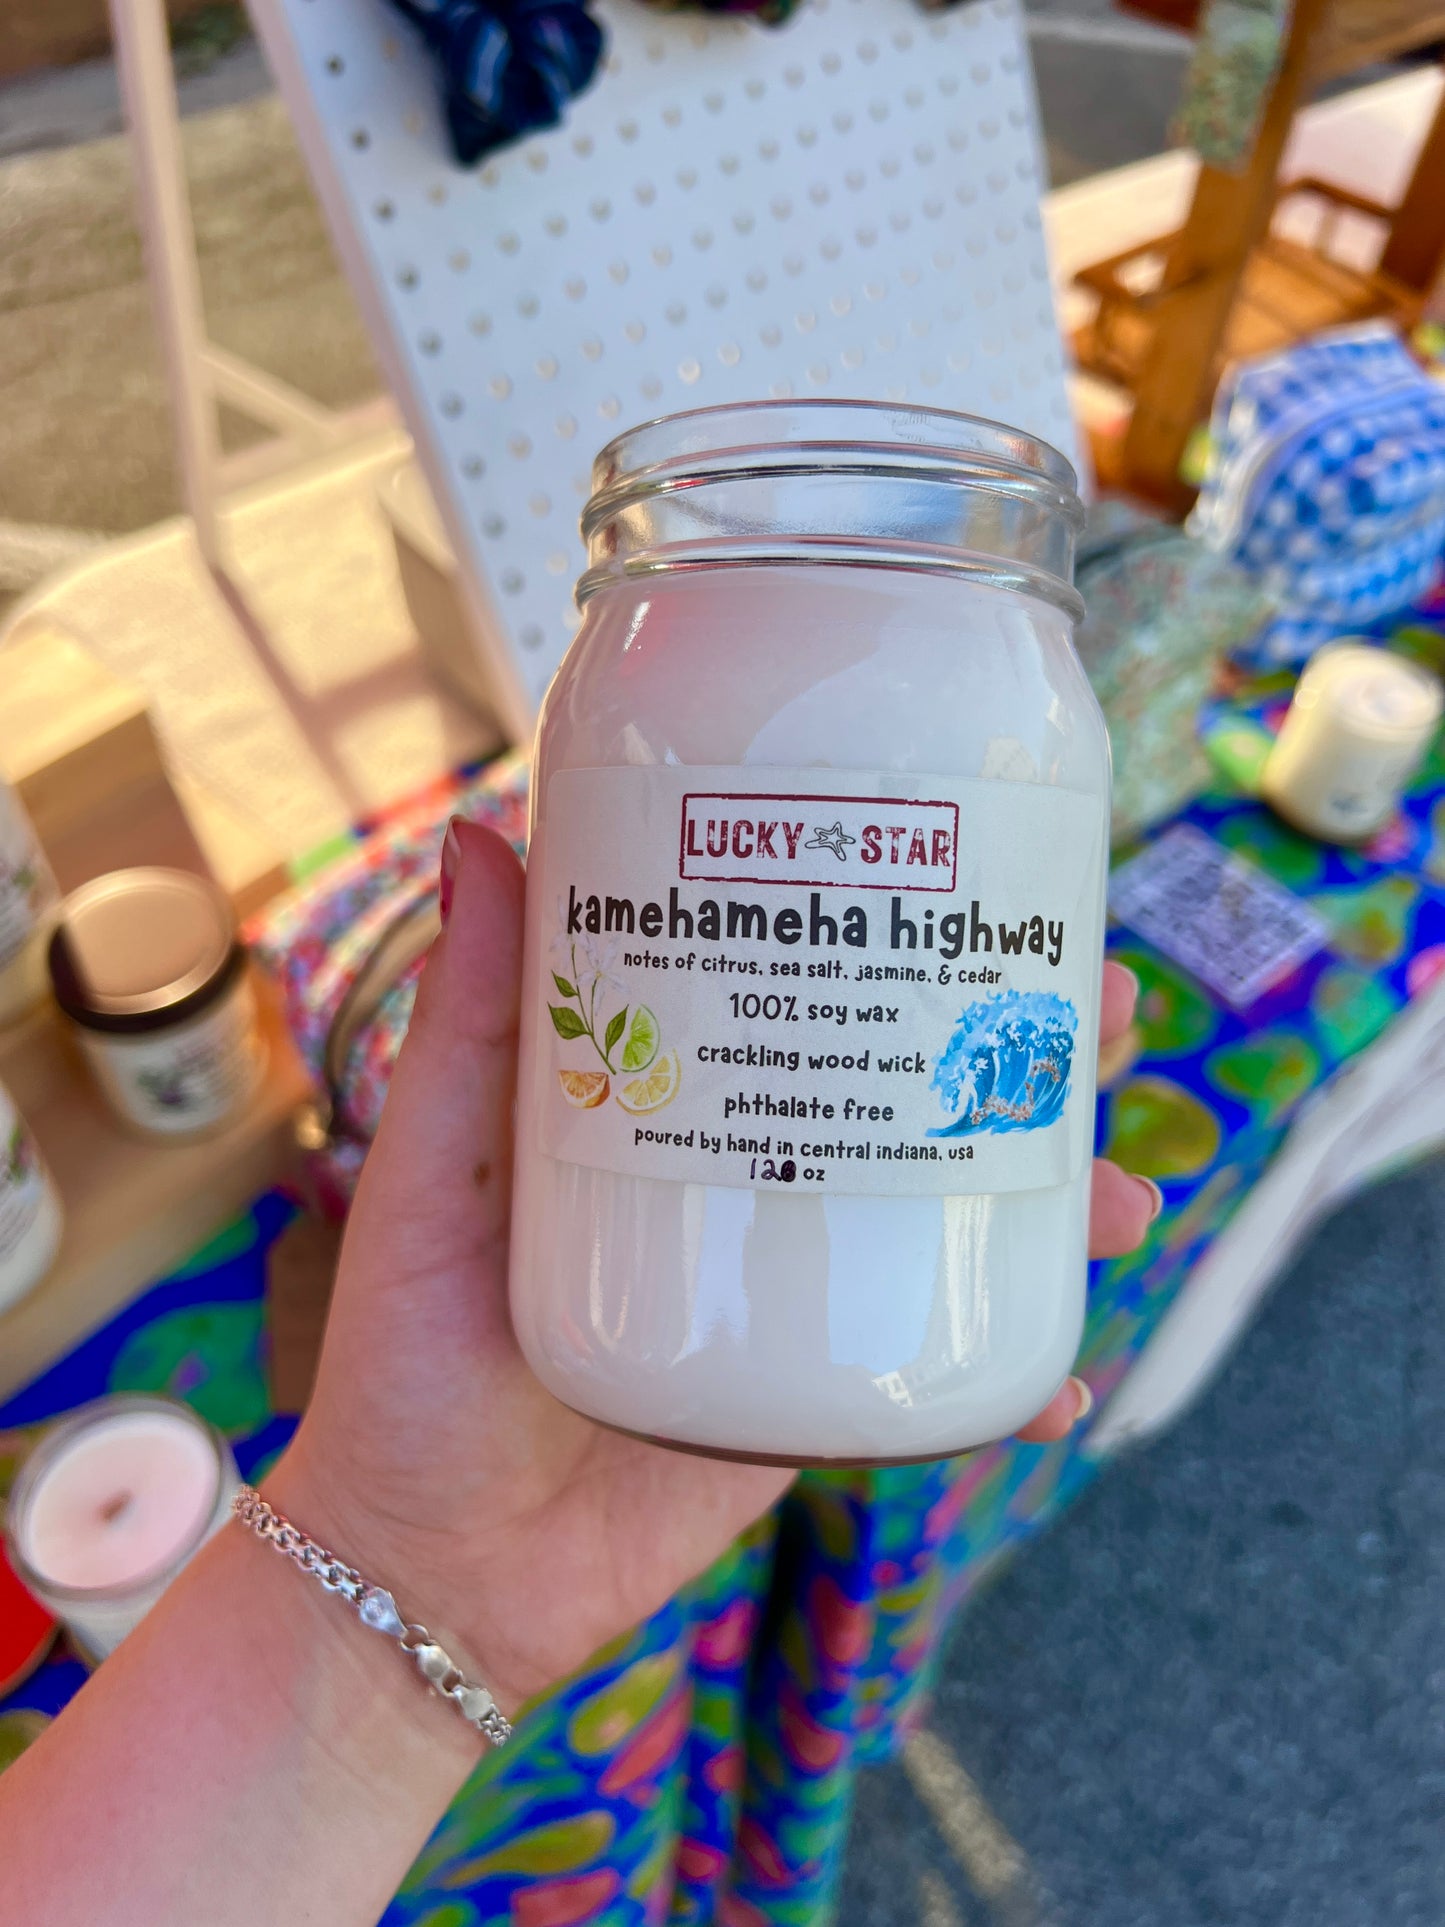 LUCKY STAR
kamehameha highway
notes of citrus, sea salt, jasmine, & cedar
100% soy wax
crackling wood wick
phthalate free
poured by hand in central indiana, usa
oz